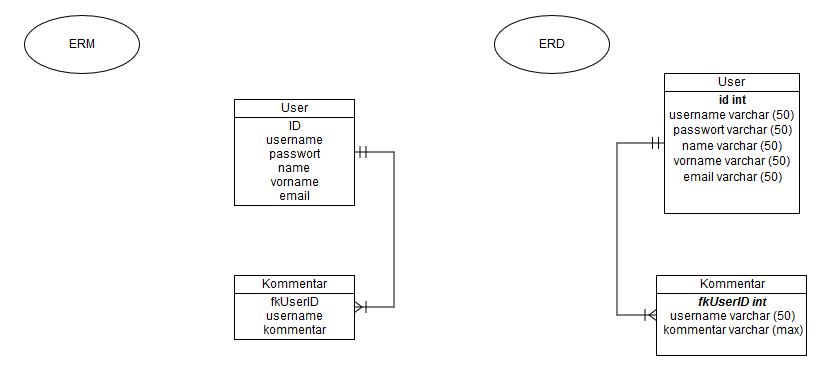 ERM
User
ID
username
passwort
name
vorname
email
Kommentar
fkUserID
username
kommentar
ERD
User
id int
username varchar (50)
passwort varchar (50)
name varchar (50)
vorname varchar (50)
email varchar (50)
Kommentar
fkUserID int
username varchar (50)
kommentar varchar (max)